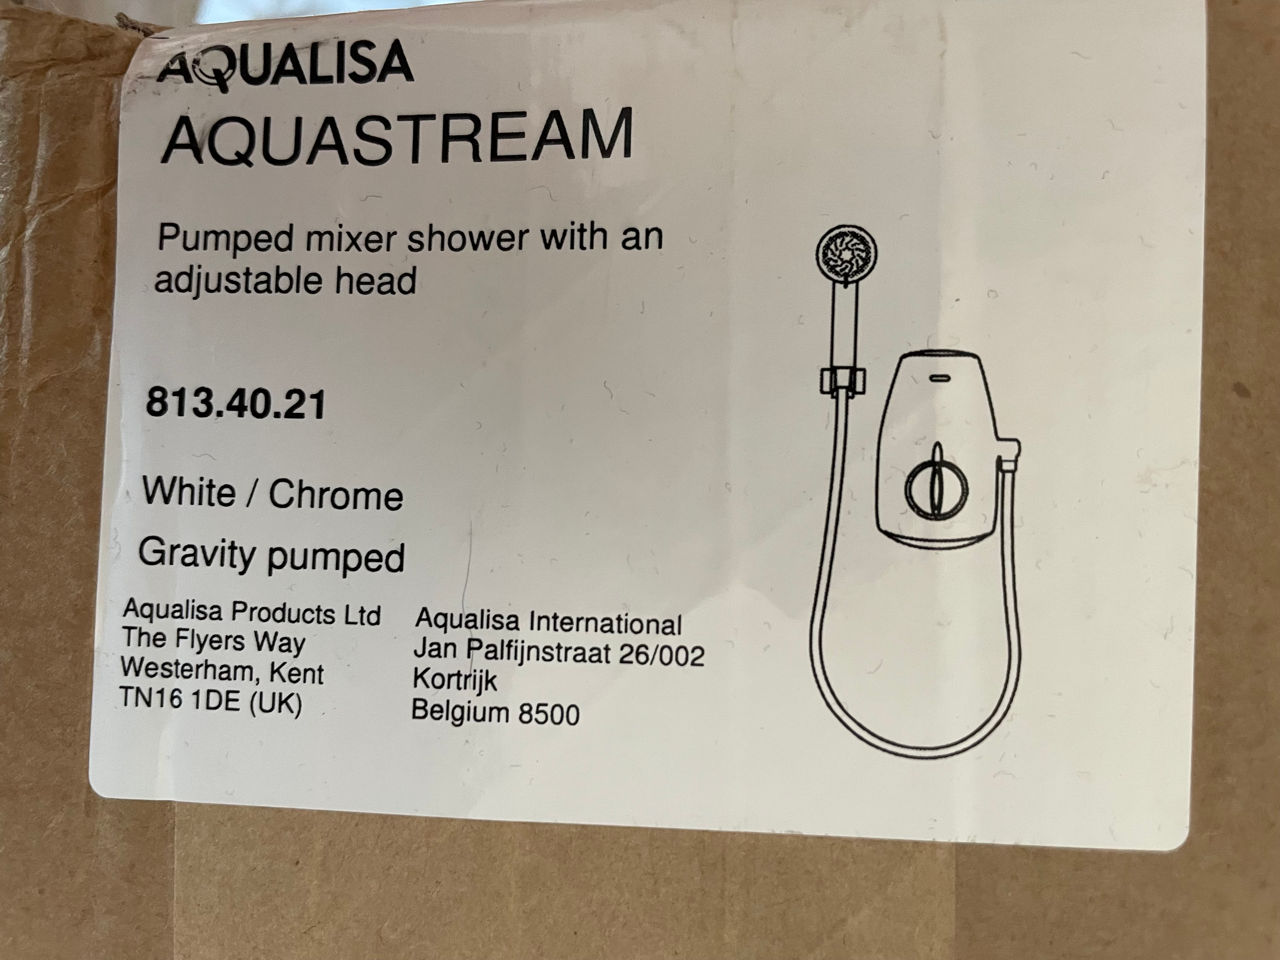 AQUALISA
AQUASTREAM
Pumped mixer shower with an
adjustable head
813.40.21
White / Chrome
Gravity pumped
Aqualisa Products Ltd
The Flyers Way
Westerham, Kent
TN16 1DE (UK)
Aqualisa International
Jan Palfijnstraat 26/002
Kortrijk
Belgium 8500